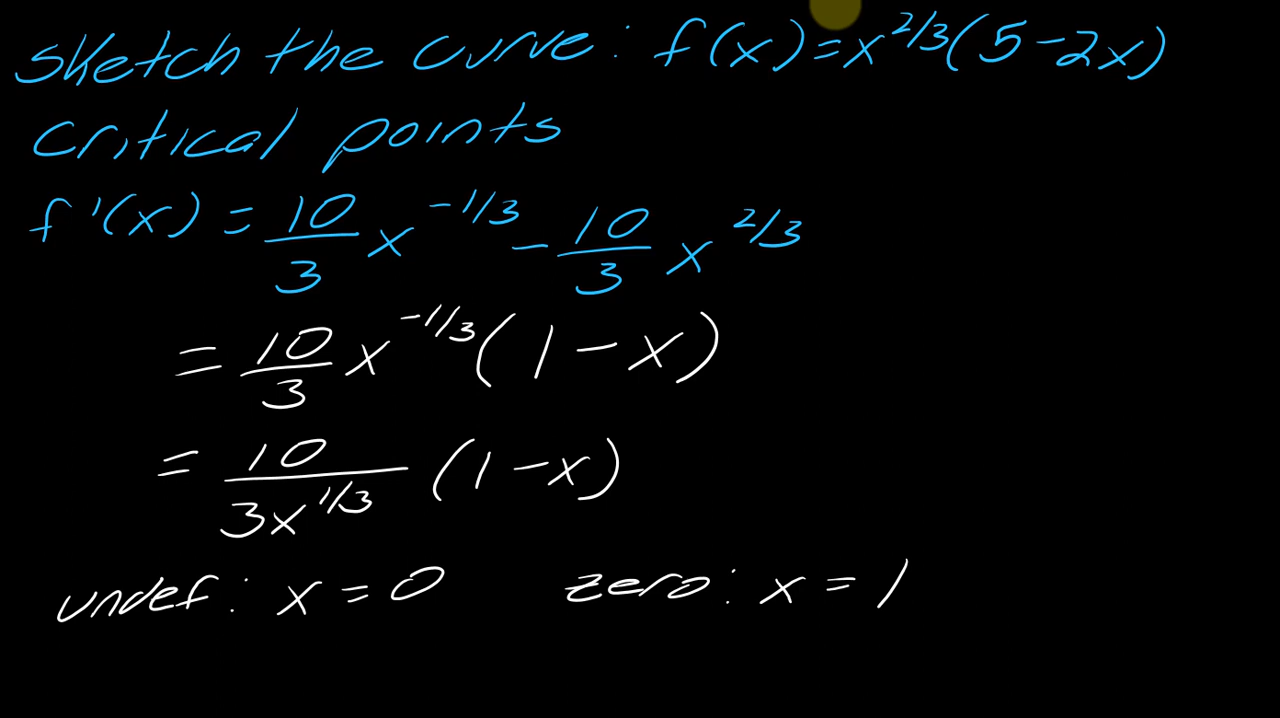 sketch the curve: f(x)=x^2/3(5-2x)
critical points
f'(x) = 10/3 x^-1/3 - 10/3 x^2/3
= 10/3 x^-1/3 (1-x)
= 10/3x^1/3 (1-x)
undef: x=0 zero: x=1